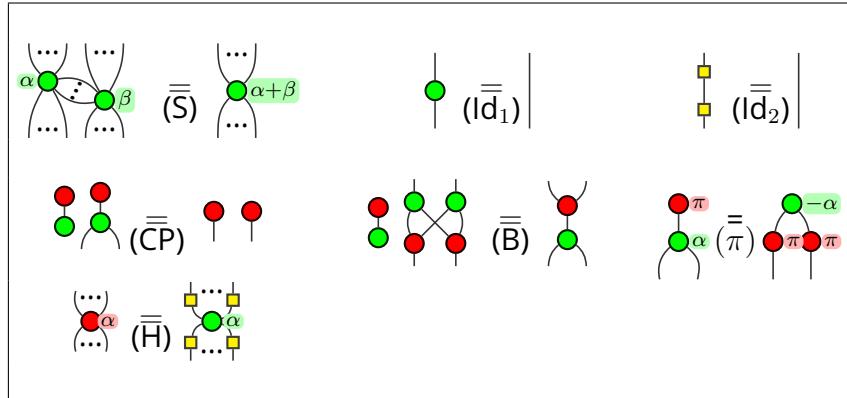 ... ... ...
α β α+β
... ... ...
= (S) = (Id₁) = (Id₂)
= (CP) = (B) π α = (π) −α π π
... ...
α = (H) α
... ...